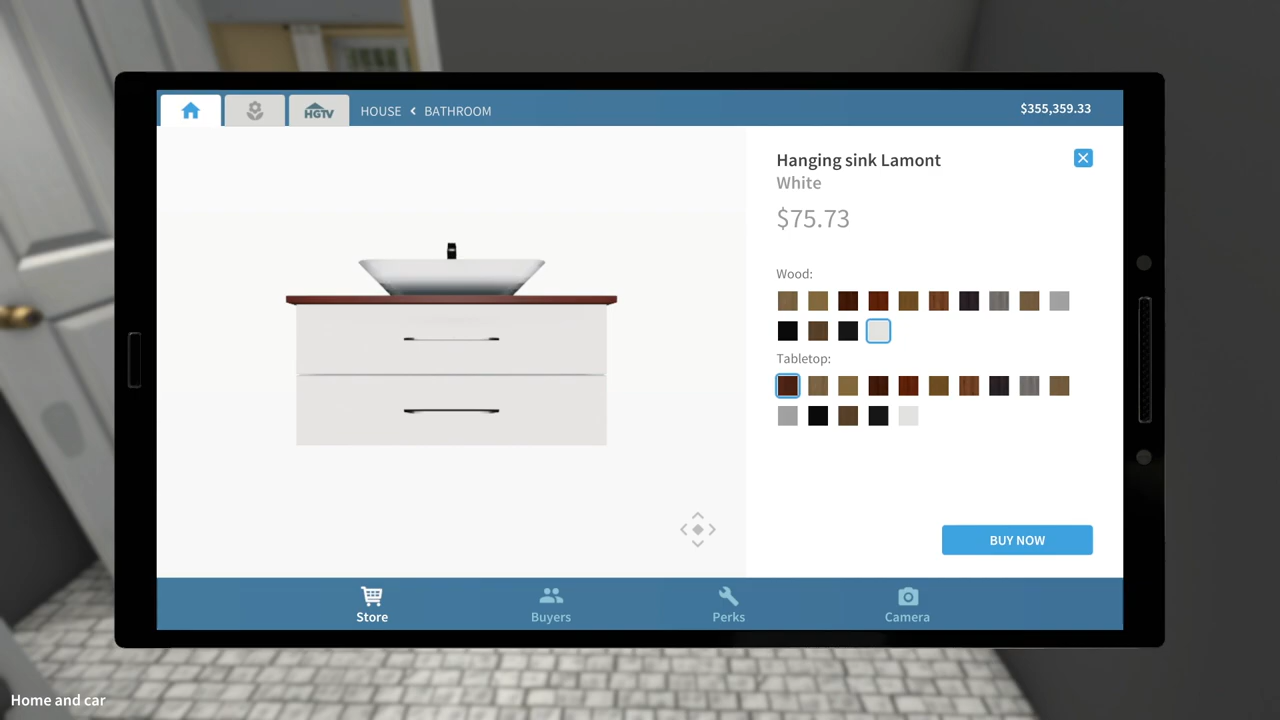 HGTV
HOUSE < BATHROOM
$355,359.33
Hanging sink Lamont
White
$75.73
Wood:
Tabletop:
BUY NOW
Store
Buyers
Perks
Camera
Home and car